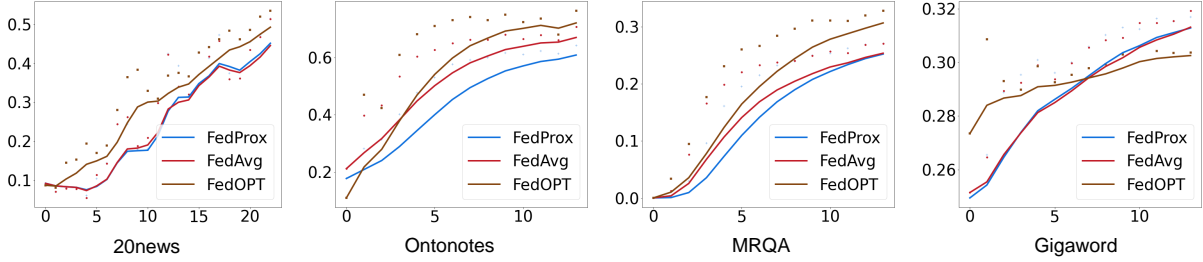 0.5
0.4
0.3
0.2
0.1
0 5 10 15 20
FedProx
FedAvg
FedOPT
20news
0.6
0.4
0.2
0 5 10
FedProx
FedAvg
FedOPT
Ontonotes
0.3
0.2
0.1
0.0
0 5 10
FedProx
FedAvg
FedOPT
MRQA
0.32
0.30
0.28
0.26
0 5 10
FedProx
FedAvg
FedOPT
Gigaword